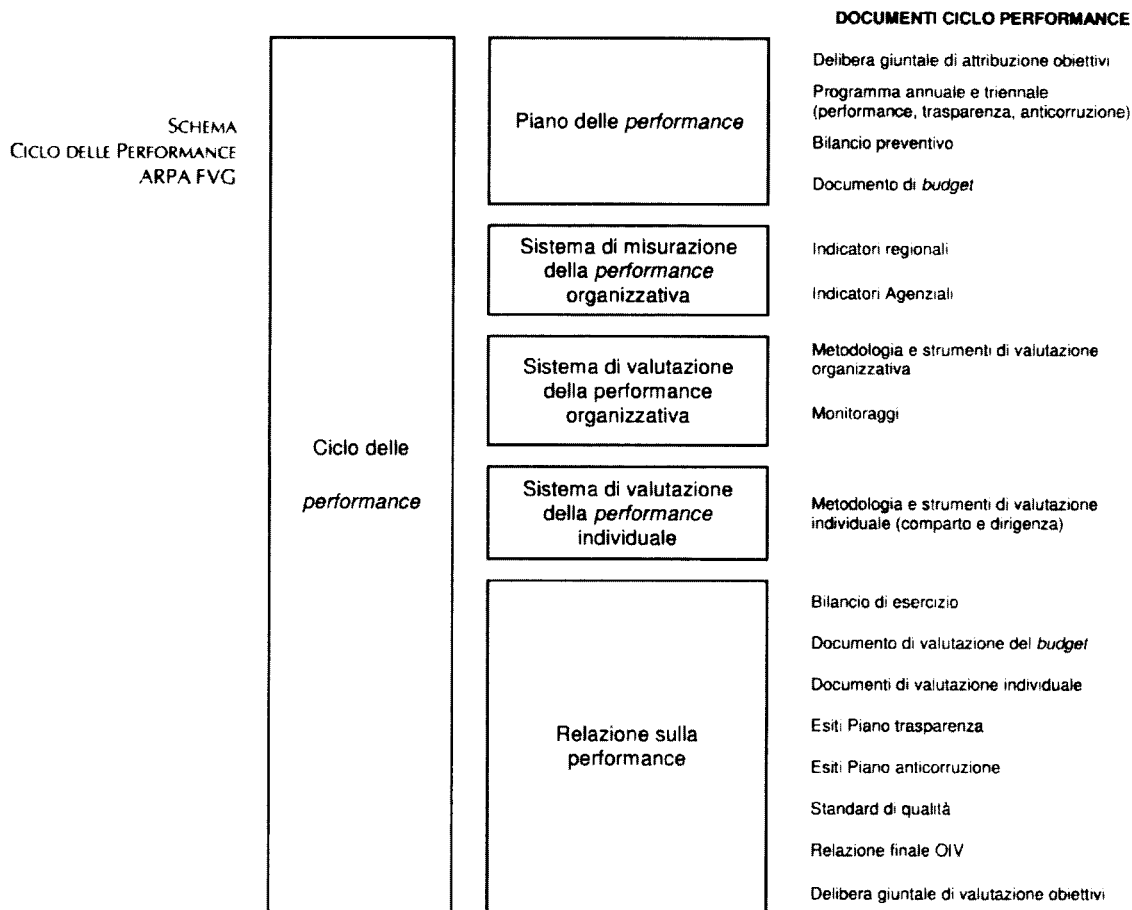 DOCUMENTI CICLO PERFORMANCE
SCHEMA
CICLO DELLE PERFORMANCE
ARPA FVG
Ciclo delle
performance
Piano delle performance
Delibera giuntale di attribuzione obiettivi
Programma annuale e triennale
(performance, trasparenza, anticorruzione)
Bilancio preventivo
Documento di budget
Sistema di misurazione
della performance
organizzativa
Indicatori regionali
Indicatori Agenziali
Sistema di valutazione
della performance
organizzativa
Metodologia e strumenti di valutazione
organizzativa
Monitoraggi
Sistema di valutazione
della performance
individuale
Metodologia e strumenti di valutazione
individuale (comparto e dirigenza)
Relazione sulla
performance
Bilancio di esercizio
Documento di valutazione del budget
Documenti di valutazione individuale
Esiti Piano trasparenza
Esiti Piano anticorruzione
Standard di qualità
Relazione finale OIV
Delibera giuntale di valutazione obiettivi